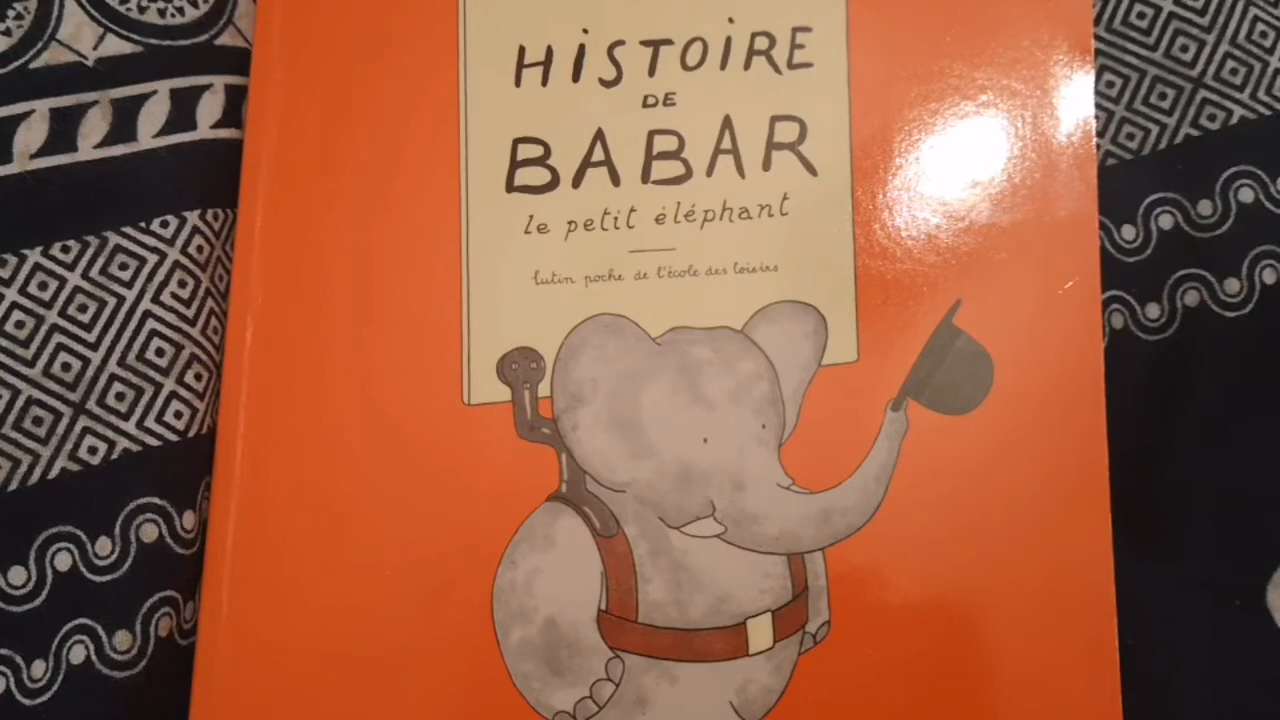 HISTOIRE
DE
BABAR
le petit éléphant
lutin poche de l'école des loisirs